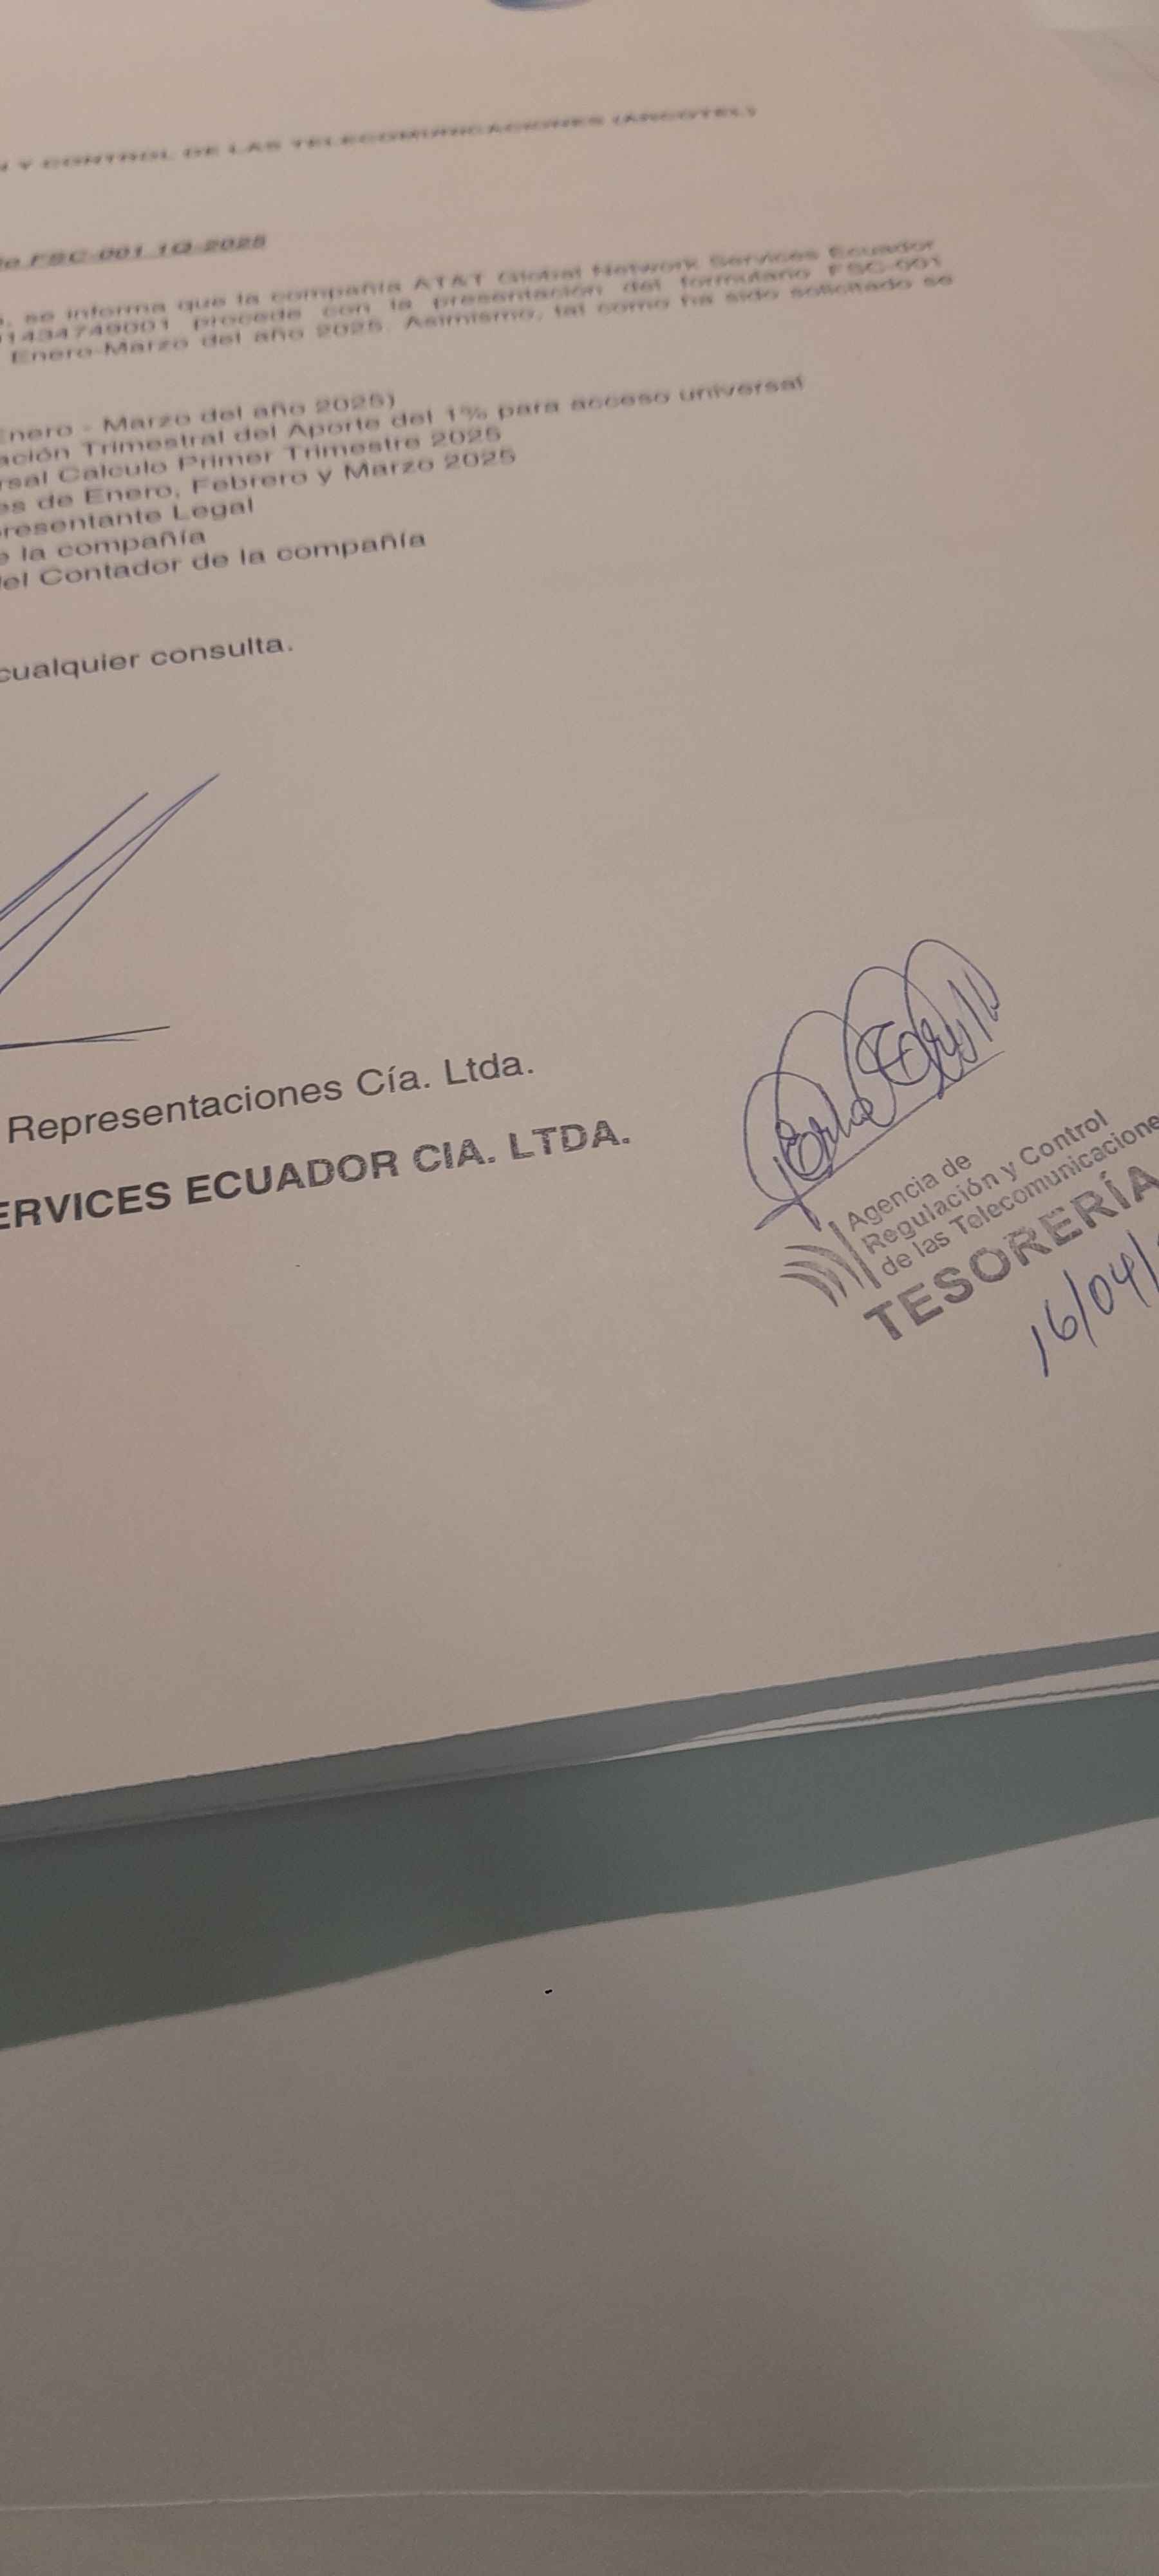 Y CONTROL DE LAS TELECOMUNICACIONES (ARCOTEL)
FSC-001 1Q-2025
se informa que la compañía AT&T Global Network Services Ecuador
1434749001 procede con la presentación del formulario FSC-001
Enero-Marzo del año 2025. Asimismo, tal como ha sido solicitado se
nero - Marzo del año 2025)
ación Trimestral del Aporte del 1% para acceso universal
rsal Calculo Primer Trimestre 2025
es de Enero, Febrero y Marzo 2025
resentante Legal
e la compañía
el Contador de la compañía
cualquier consulta.
Representaciones Cía. Ltda.
ERVICES ECUADOR CIA. LTDA.
Agencia de
Regulación y Control
de las Telecomunicacione
TESORERÍA
16/04/